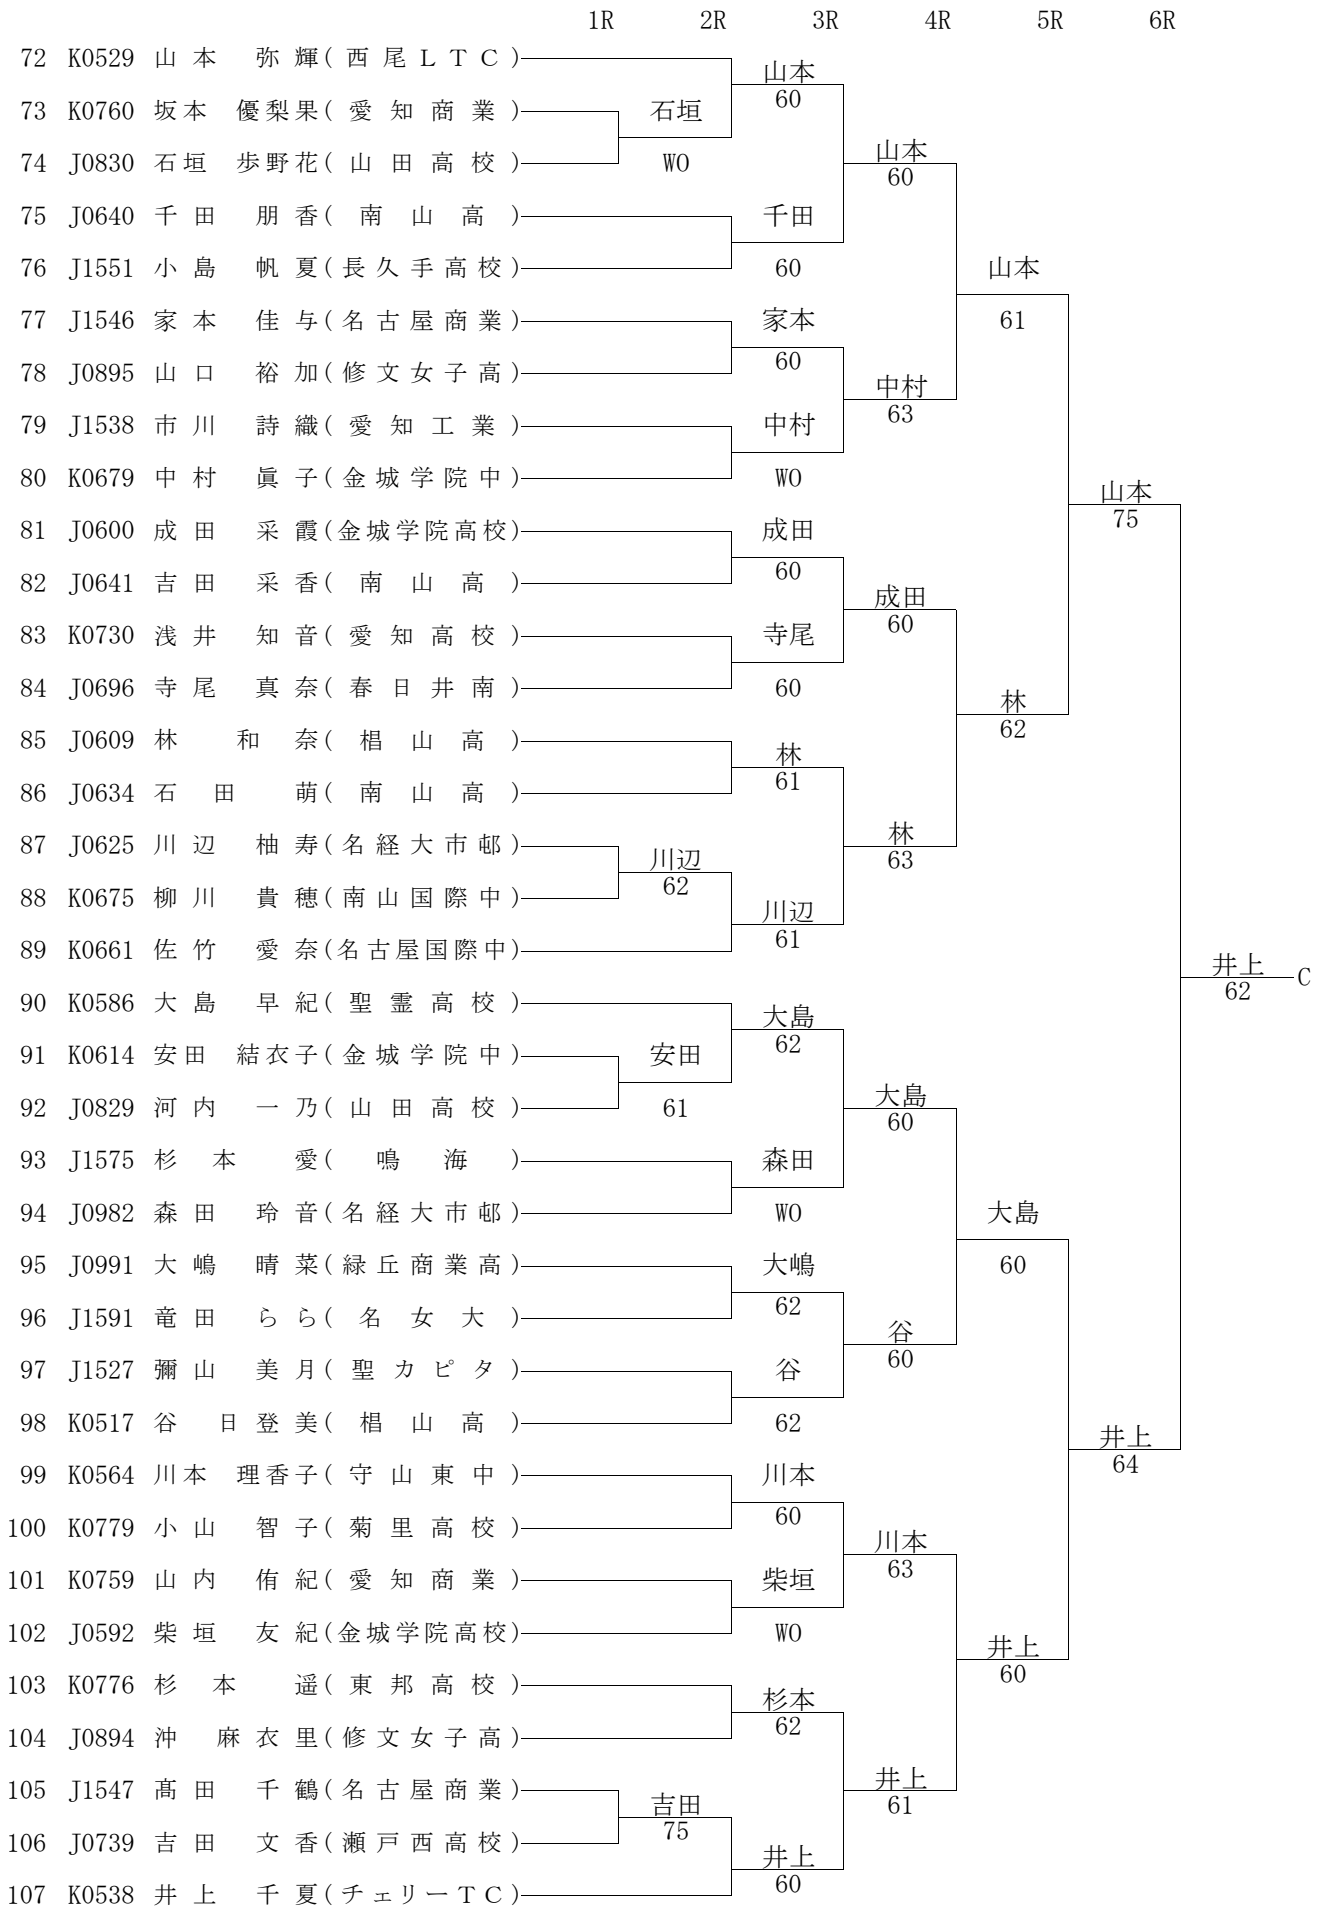 1R 2R 3R 4R 5R 6R
72 K0529 山本 弥輝(西尾LTC)
山本
60
73 K0760 坂本 優梨果(愛知商業)
石垣
74 J0830 石垣 歩野花(山田高校)
WO
山本
60
75 J0640 千田 朋香(南山高)
千田
76 J1551 小島 帆夏(長久手高校)
60
山本
77 J1546 家本 佳与(名古屋商業)
家本
61
78 J0895 山口 裕加(修文女子高)
60
中村
63
79 J1538 市川 詩織(愛知工業)
中村
80 K0679 中村 眞子(金城学院中)
WO
山本
75
81 J0600 成田 采霞(金城学院高校)
成田
82 J0641 吉田 采香(南山高)
60
成田
60
83 K0730 浅井 知音(愛知高校)
寺尾
84 J0696 寺尾 真奈(春日井南)
60
林
62
85 J0609 林 和奈(椙山高)
林
86 J0634 石田 萌(南山高)
61
87 J0625 川辺 柚寿(名経大市邨)
川辺
62
林
63
88 K0675 柳川 貴穂(南山国際中)
川辺
61
89 K0661 佐竹 愛奈(名古屋国際中)
井上 C
62
90 K0586 大島 早紀(聖霊高校)
大島
62
91 K0614 安田 結衣子(金城学院中)
安田
92 J0829 河内 一乃(山田高校)
61
大島
60
93 J1575 杉本 愛(鳴海)
森田
94 J0982 森田 玲音(名経大市邨)
WO
大島
95 J0991 大嶋 晴菜(緑丘商業高)
大嶋
60
96 J1591 竜田 らら(名女大)
62
谷
60
97 J1527 彌山 美月(聖カピタ)
谷
98 K0517 谷 日登美(椙山高)
62
井上
64
99 K0564 川本 理香子(守山東中)
川本
100 K0779 小山 智子(菊里高校)
60
川本
63
101 K0759 山内 侑紀(愛知商業)
柴垣
102 J0592 柴垣 友紀(金城学院高校)
WO
井上
60
103 K0776 杉本 遥(東邦高校)
杉本
62
104 J0894 沖 麻衣里(修文女子高)
105 J1547 髙田 千鶴(名古屋商業)
井上
61
吉田
75
106 J0739 吉田 文香(瀬戸西高校)
井上
60
107 K0538 井上 千夏(チェリーTC)